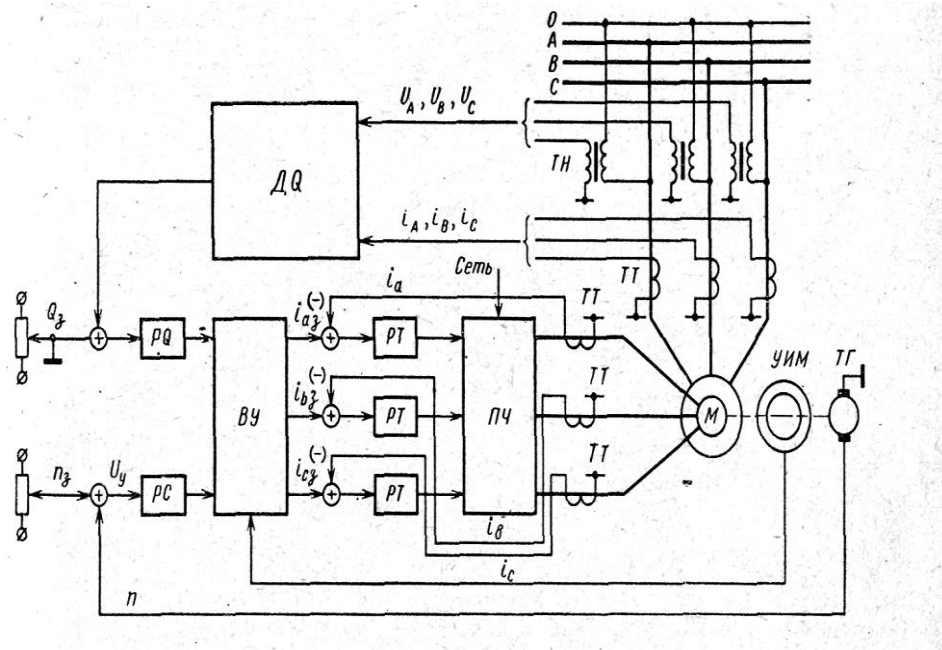 0
A
B
C
U_A, U_B, U_C
ДQ
ТН
i_A, i_B, i_C
Сеть
ТТ
i_a
ТТ
Q_з
i_aз
(-)
PQ
РТ
УИМ
ТГ
i_bз
(-)
ТТ
ВУ
РТ
ПЧ
М
n_з
U_y
i_cз
(-)
ТТ
РС
РТ
i_в
i_c
n